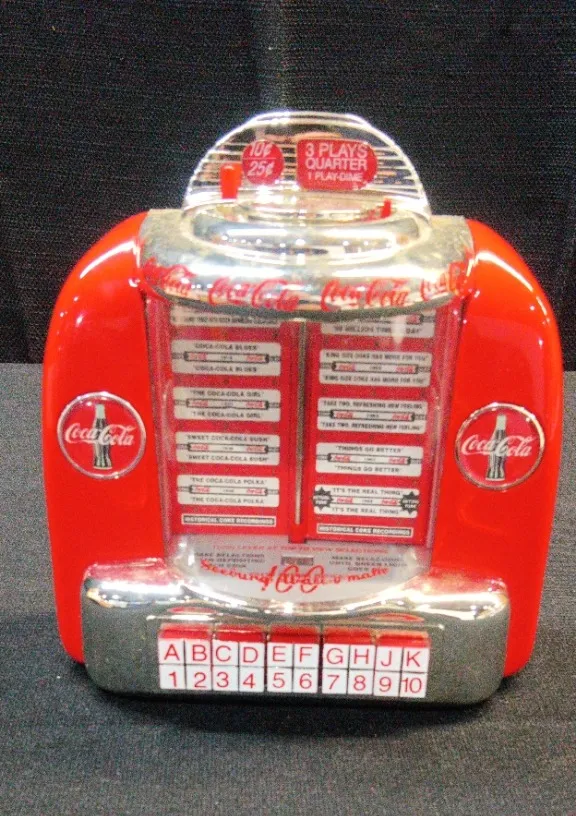 10¢
25¢
3 PLAYS
QUARTER
1 PLAY-DIME
Coca-Cola Coca-Cola Coca-Cola Coca-Cola
"COCA-COLA BLUES"
"COCA-COLA BLUES"
"THE COCA-COLA GIRL"
"THE COCA-COLA GIRL"
"SWEET COCA-COLA BUSH"
"SWEET COCA-COLA BUSH"
"THE COCA-COLA POLKA"
"THE COCA-COLA POLKA"
HISTORICAL COKE RECORDINGS
"KING SIZE COKE HAS MORE FOR YOU"
"KING SIZE COKE HAS MORE FOR YOU"
"TAKE TWO, REFRESHING NEW FEELING"
"TAKE TWO, REFRESHING NEW FEELING"
"THINGS GO BETTER"
"THINGS GO BETTER"
"IT'S THE REAL THING"
"IT'S THE REAL THING"
HISTORICAL COKE RECORDINGS
Coca-Cola
Coca-Cola
MAKE SELECTIONS
100
A B C D E F G H J K
1 2 3 4 5 6 7 8 9 10